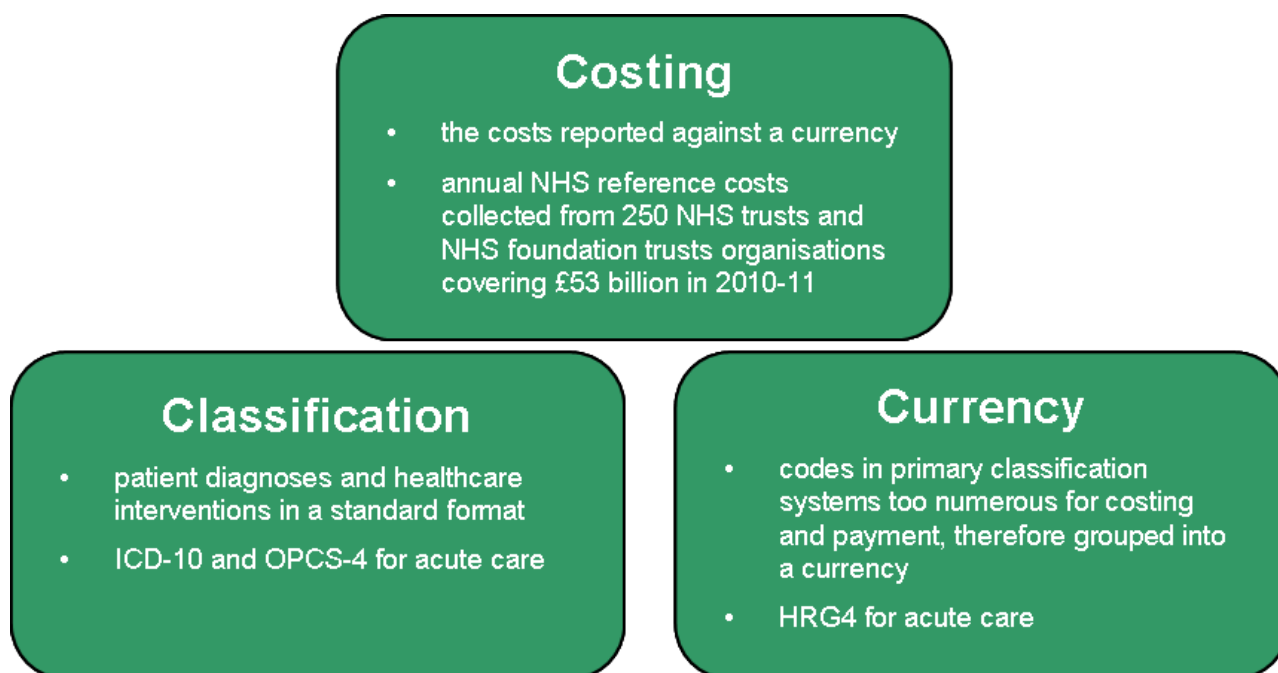 Costing
• the costs reported against a currency
• annual NHS reference costs
collected from 250 NHS trusts and
NHS foundation trusts organisations
covering £53 billion in 2010-11
Classification
• patient diagnoses and healthcare
interventions in a standard format
• ICD-10 and OPCS-4 for acute care
Currency
• codes in primary classification
systems too numerous for costing
and payment, therefore grouped into
a currency
• HRG4 for acute care